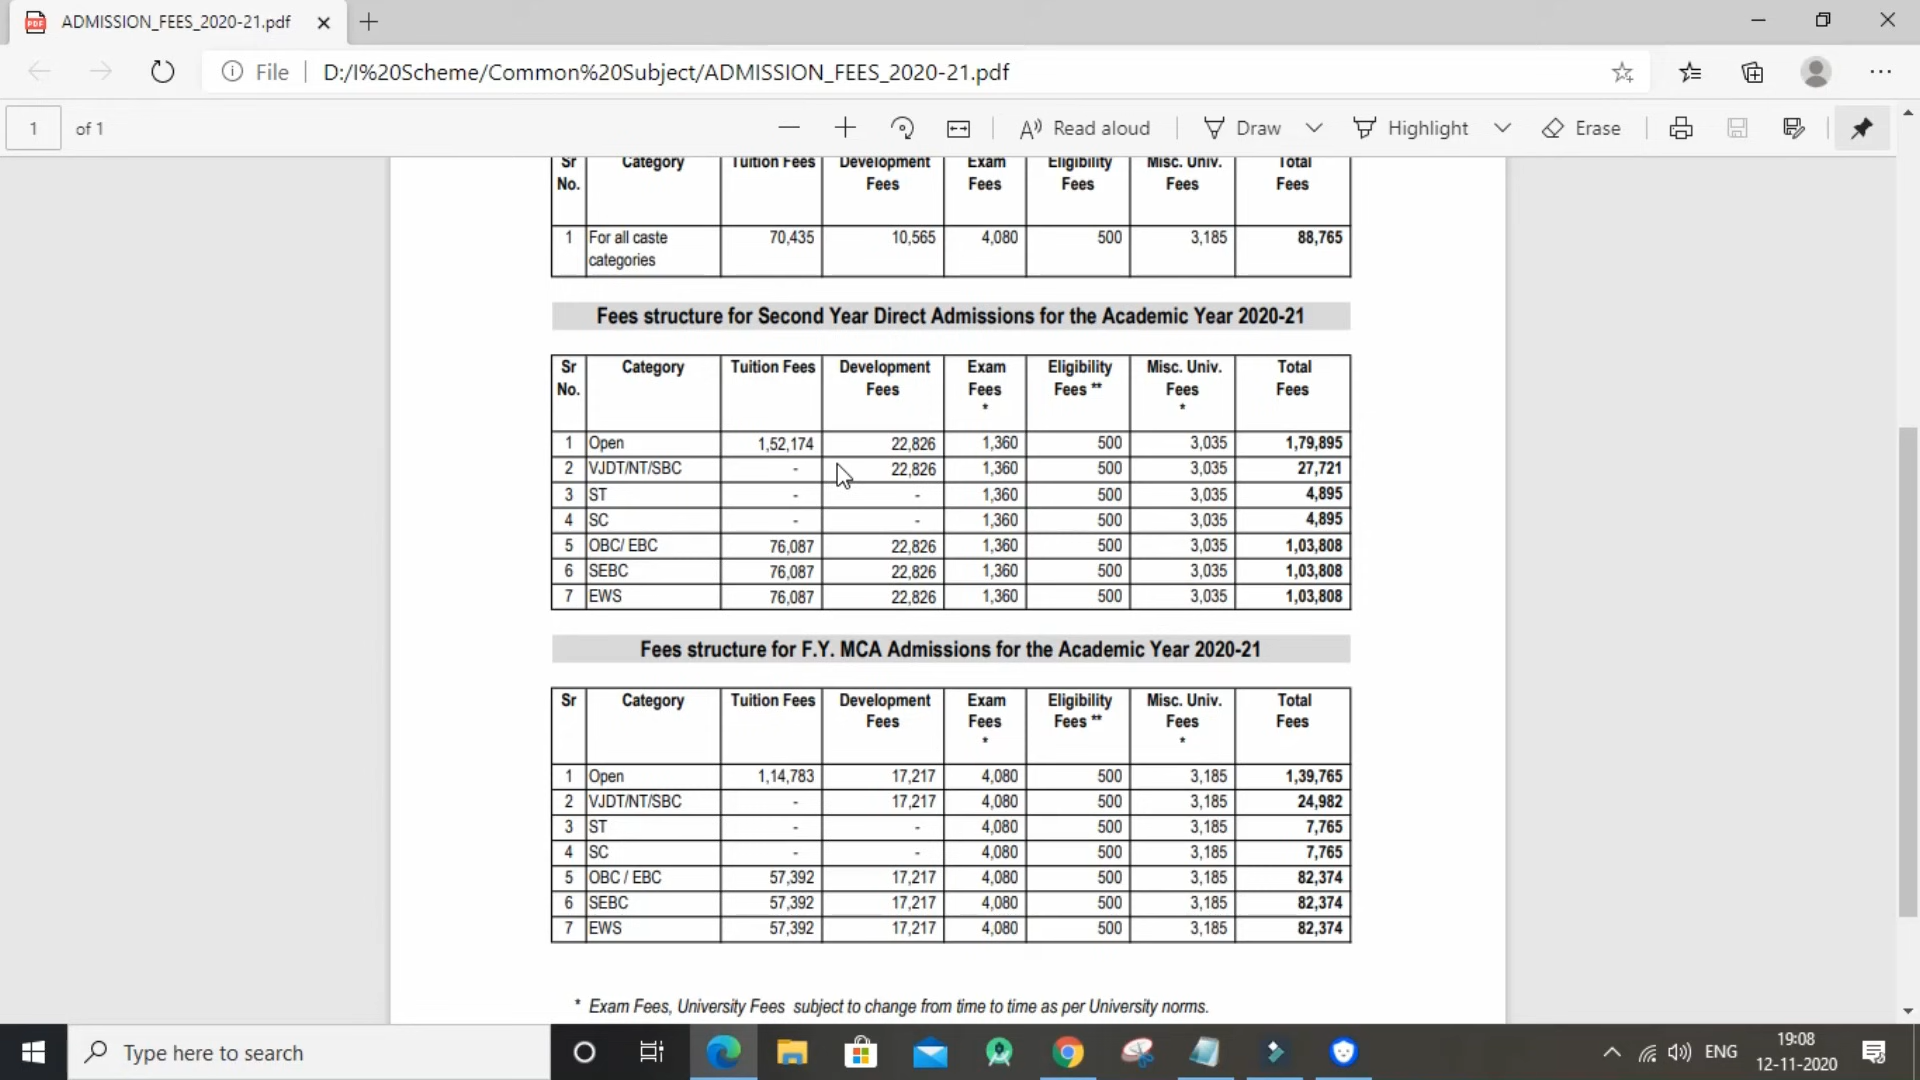 ADMISSION_FEES_2020-21.pdf
File D:/I%20Scheme/Common%20Subject/ADMISSION_FEES_2020-21.pdf
1 of 1 Read aloud Draw Highlight Erase
Sr No. Category Tuition Fees Development Fees Exam Fees Eligibility Fees Misc. Univ. Fees Total Fees
1 For all caste categories 70,435 10,565 4,080 500 3,185 88,765
Fees structure for Second Year Direct Admissions for the Academic Year 2020-21
Sr No. Category Tuition Fees Development Fees Exam Fees * Eligibility Fees ** Misc. Univ. Fees * Total Fees
1 Open 1,52,174 22,826 1,360 500 3,035 1,79,895
2 VJDT/NT/SBC - 22,826 1,360 500 3,035 27,721
3 ST - - 1,360 500 3,035 4,895
4 SC - - 1,360 500 3,035 4,895
5 OBC/ EBC 76,087 22,826 1,360 500 3,035 1,03,808
6 SEBC 76,087 22,826 1,360 500 3,035 1,03,808
7 EWS 76,087 22,826 1,360 500 3,035 1,03,808
Fees structure for F.Y. MCA Admissions for the Academic Year 2020-21
Sr Category Tuition Fees Development Fees Exam Fees * Eligibility Fees ** Misc. Univ. Fees * Total Fees
1 Open 1,14,783 17,217 4,080 500 3,185 1,39,765
2 VJDT/NT/SBC - 17,217 4,080 500 3,185 24,982
3 ST - - 4,080 500 3,185 7,765
4 SC - - 4,080 500 3,185 7,765
5 OBC / EBC 57,392 17,217 4,080 500 3,185 82,374
6 SEBC 57,392 17,217 4,080 500 3,185 82,374
7 EWS 57,392 17,217 4,080 500 3,185 82,374
* Exam Fees, University Fees subject to change from time to time as per University norms.
Type here to search
ENG
19:08
12-11-2020